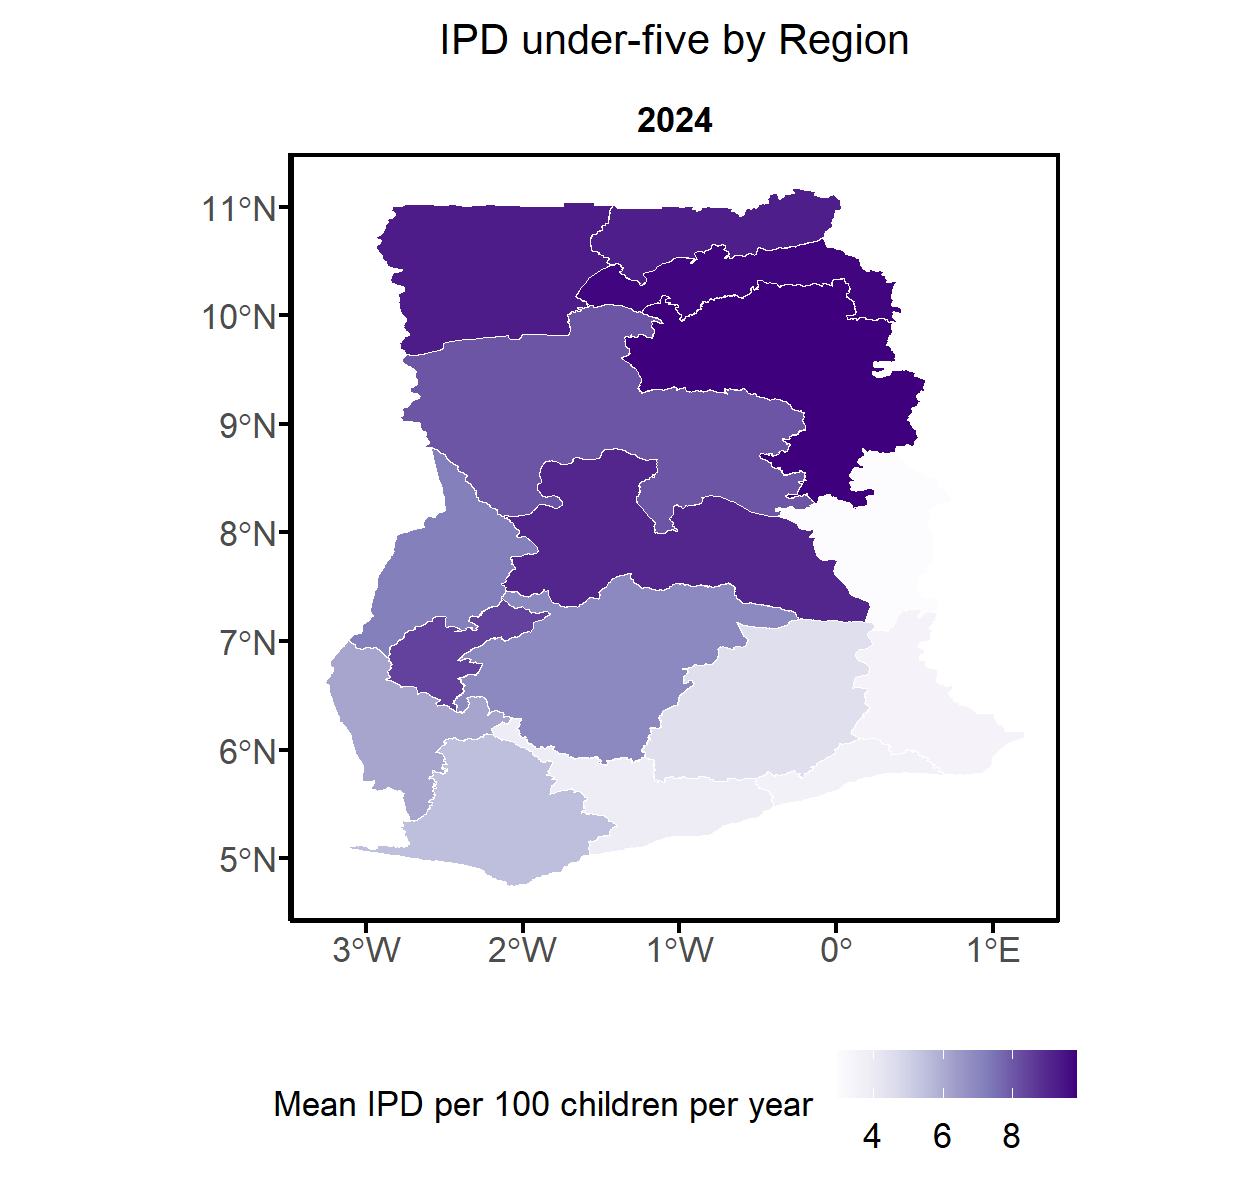 IPD under-five by Region
2024
11°N
10°N
9°N
8°N
7°N
6°N
5°N
3°W 2°W 1°W 0° 1°E
Mean IPD per 100 children per year
4 6 8